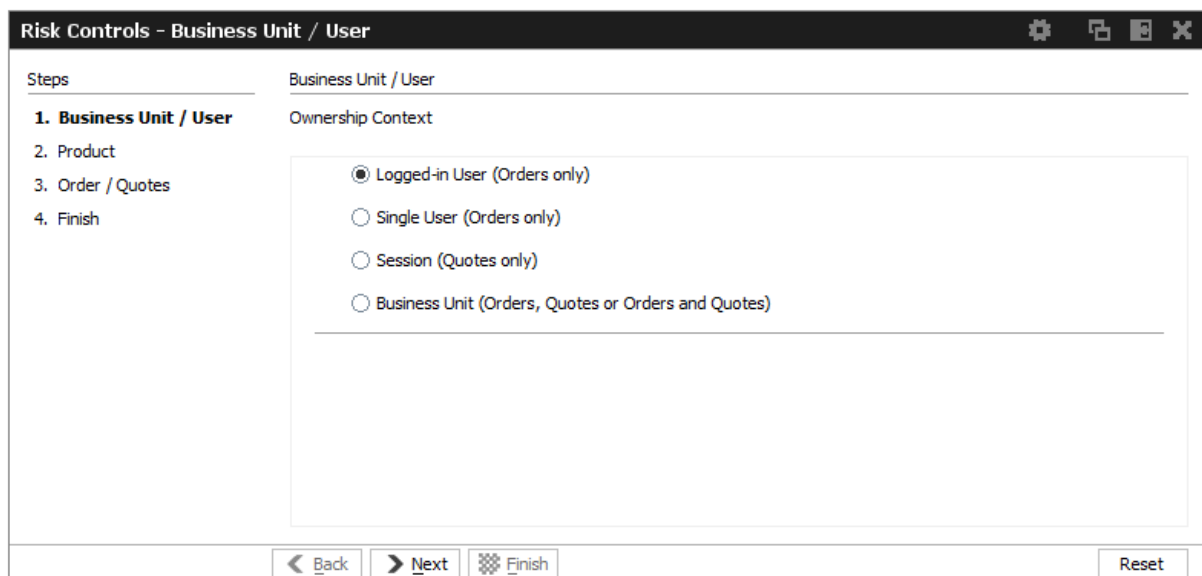 Risk Controls - Business Unit / User
Steps
1. Business Unit / User
2. Product
3. Order / Quotes
4. Finish
Business Unit / User
Ownership Context
Logged-in User (Orders only)
Single User (Orders only)
Session (Quotes only)
Business Unit (Orders, Quotes or Orders and Quotes)
Back
Next
Finish
Reset